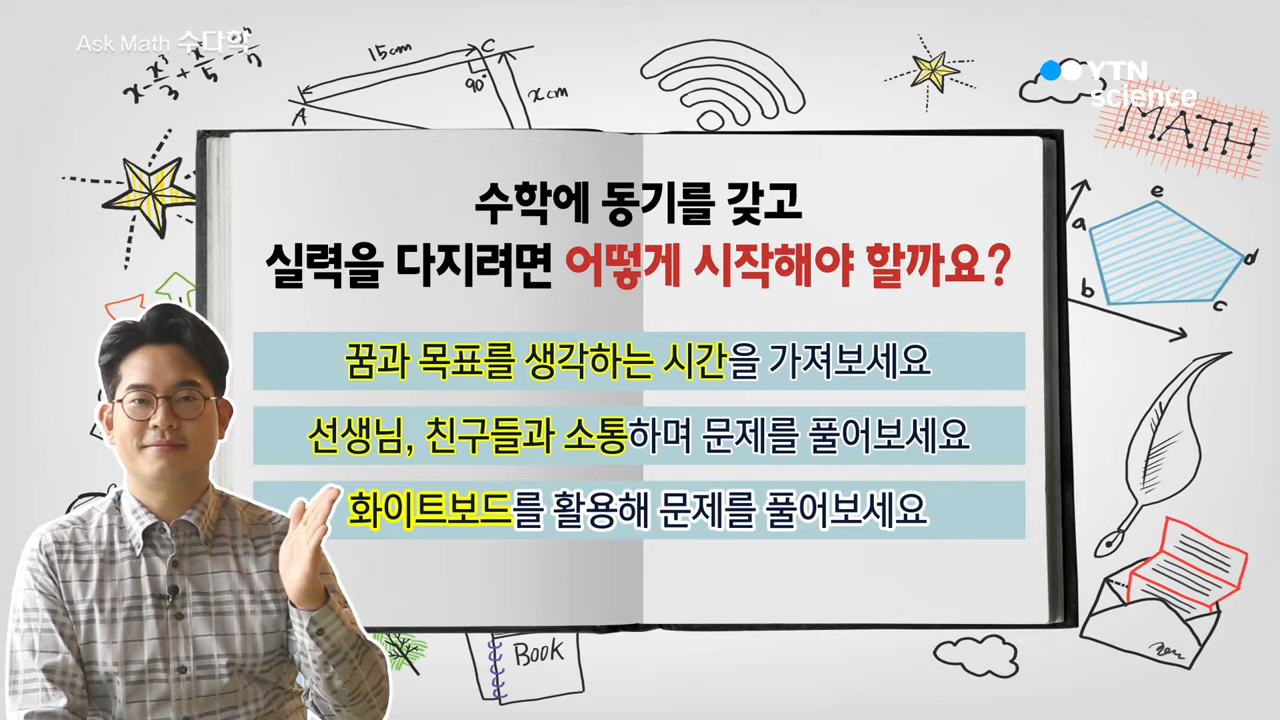 Ask Math 수다학
YTN
science
15cm
C
90°
A
x cm
MATH
수학에 동기를 갖고
실력을 다지려면 어떻게 시작해야 할까요?
꿈과 목표를 생각하는 시간을 가져보세요
선생님, 친구들과 소통하며 문제를 풀어보세요
화이트보드를 활용해 문제를 풀어보세요
e
a
d
b
c
Book